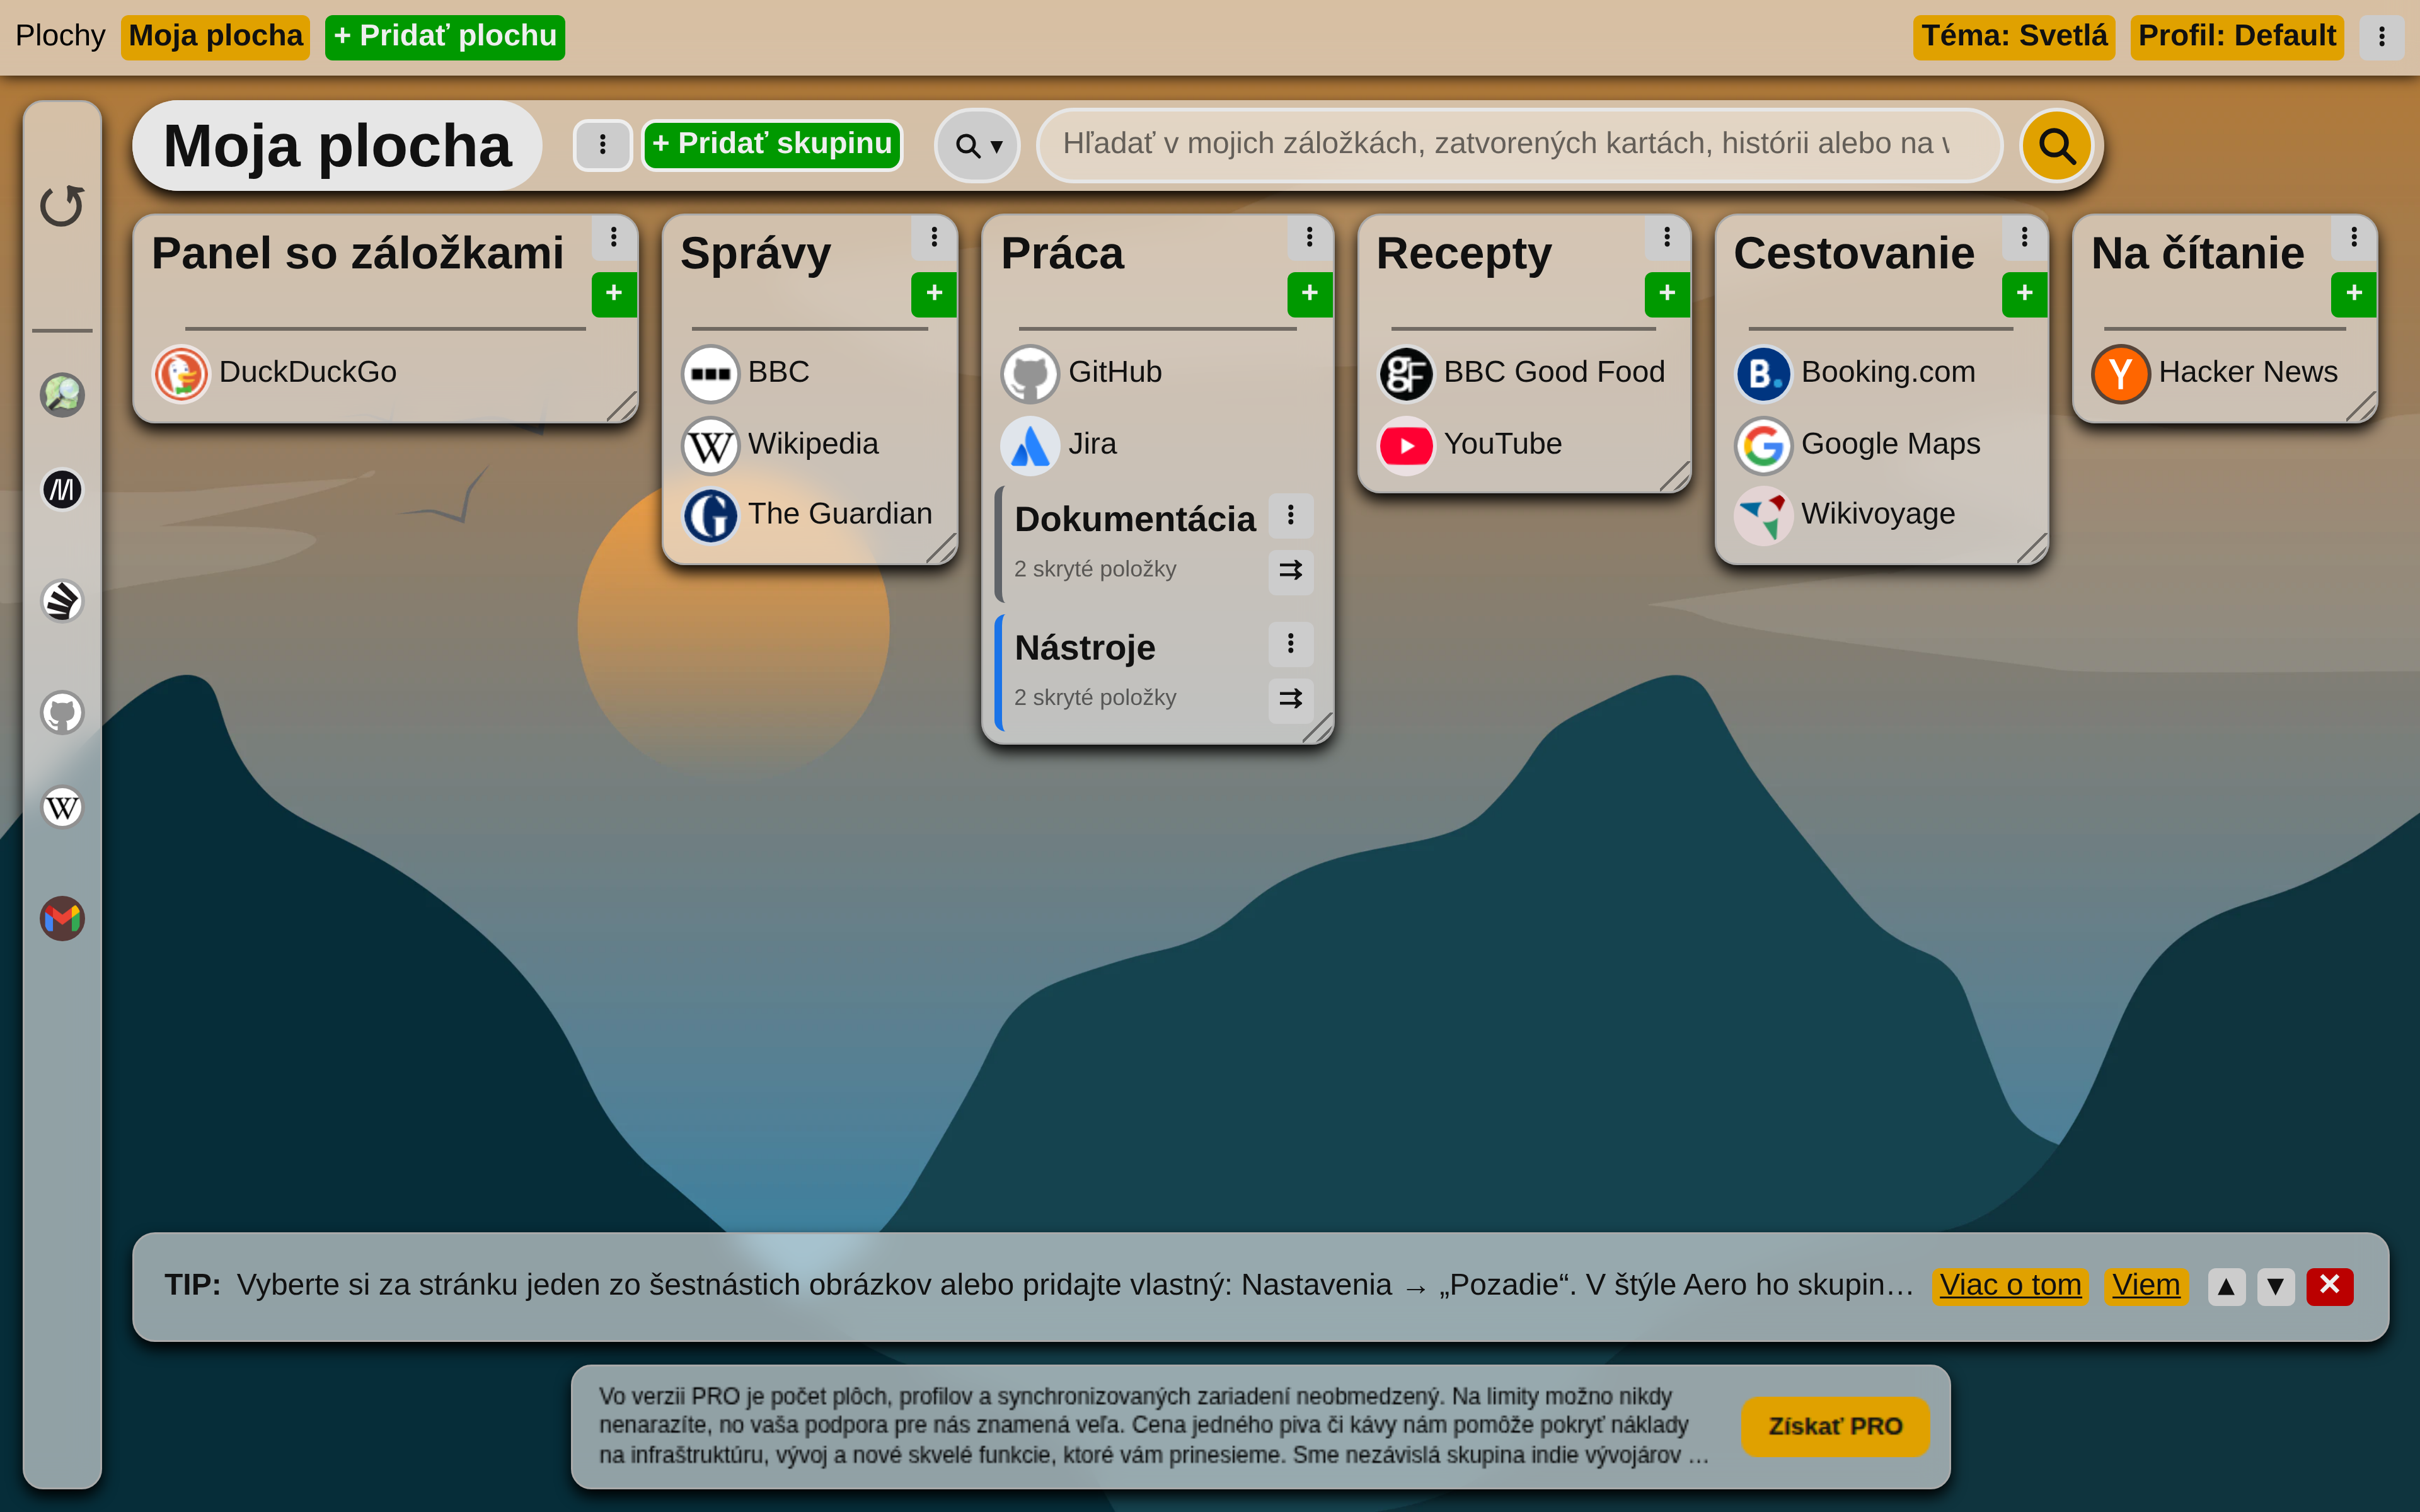 Plochy Moja plocha + Pridať plochu Téma: Svetlá Profil: Default
Moja plocha + Pridať skupinu Hľadať v mojich záložkách, zatvorených kartách, histórii alebo na
Panel so záložkami
+
DuckDuckGo
Správy
+
BBC
Wikipedia
The Guardian
Práca
+
GitHub
Jira
Dokumentácia
2 skryté položky
Nástroje
2 skryté položky
Recepty
+
BBC Good Food
YouTube
Cestovanie
+
Booking.com
Google Maps
Wikivoyage
Na čítanie
+
Hacker News
TIP: Vyberte si za stránku jeden zo šestnástich obrázkov alebo pridajte vlastný: Nastavenia → „Pozadie“. V štýle Aero ho skupin… Viac o tom Viem
Vo verzii PRO je počet plôch, profilov a synchronizovaných zariadení neobmedzený. Na limity možno nikdy
nenarazíte, no vaša podpora pre nás znamená veľa. Cena jedného piva či kávy nám pomôže pokryť náklady
na infraštruktúru, vývoj a nové skvelé funkcie, ktoré vám prinesieme. Sme nezávislá skupina indie vývojárov …
Získať PRO